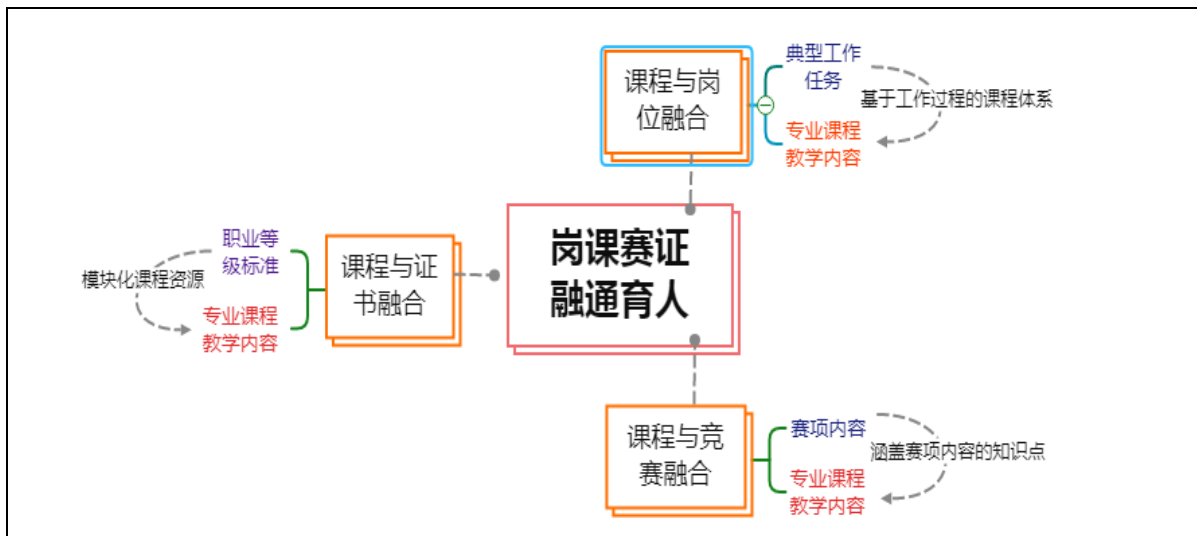 课程与岗
位融合
典型工作
任务
基于工作过程的课程体系
专业课程
教学内容
岗课赛证
融通育人
课程与证
书融合
职业等
级标准
模块化课程资源
专业课程
教学内容
课程与竞
赛融合
赛项内容
涵盖赛项内容的知识点
专业课程
教学内容